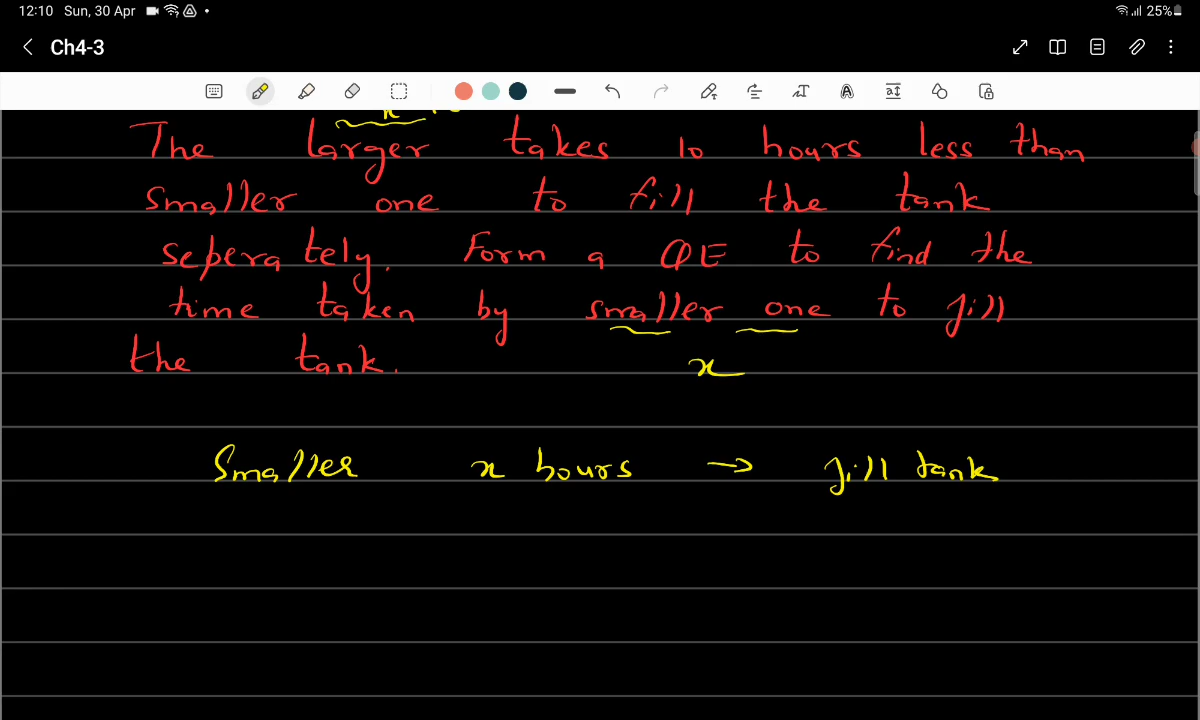 12:10 Sun, 30 Apr 25%
Ch4-3
The larger takes 10 hours less than
smaller one to fill the tank
seperately. Form a QE to find the
time taken by smaller one to fill
the tank.
x
Smaller x hours → fill tank